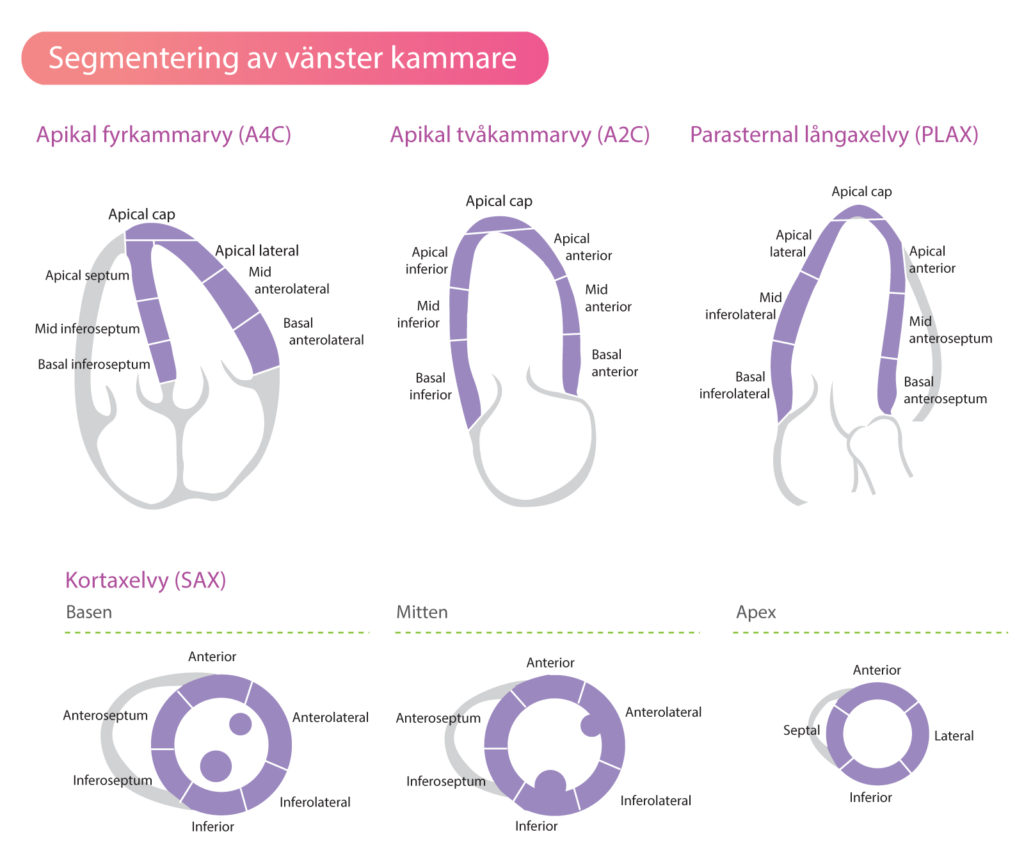 Segmentering av vänster kammare
Apikal fyrkammarvy (A4C)
Apical cap
Apical lateral
Mid
anterolateral
Basal
anterolateral
Apical septum
Mid inferoseptum
Basal inferoseptum
Apikal tvåkammarvy (A2C)
Apical cap
Apical
inferior
Apical
anterior
Mid
inferior
Mid
anterior
Basal
inferior
Basal
anterior
Parasternal långaxelvy (PLAX)
Apical cap
Apical
lateral
Apical
anterior
Mid
inferolateral
Mid
anteroseptum
Basal
inferolateral
Basal
anteroseptum
Kortaxelvy (SAX)
Basen
Anterior
Anteroseptum
Anterolateral
Inferoseptum
Inferolateral
Inferior
Mitten
Anterior
Anteroseptum
Anterolateral
Inferoseptum
Inferolateral
Inferior
Apex
Anterior
Septal
Lateral
Inferior